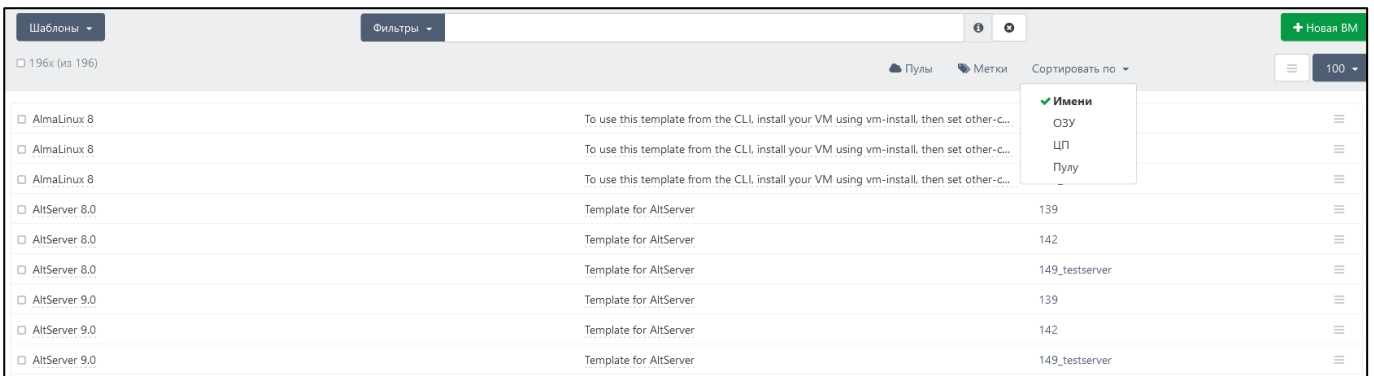 Шаблоны
Фильтры
Новая ВМ
196x (из 196)
Пулы Метки Сортировать по
100
Имени
ОЗУ
ЦП
Пулу
AlmaLinux 8 To use this template from the CLI, install your VM using vm-install, then set other-c...
AlmaLinux 8 To use this template from the CLI, install your VM using vm-install, then set other-c...
AlmaLinux 8 To use this template from the CLI, install your VM using vm-install, then set other-c...
AltServer 8.0 Template for AltServer 139
AltServer 8.0 Template for AltServer 142
AltServer 8.0 Template for AltServer 149_testserver
AltServer 9.0 Template for AltServer 139
AltServer 9.0 Template for AltServer 142
AltServer 9.0 Template for AltServer 149_testserver